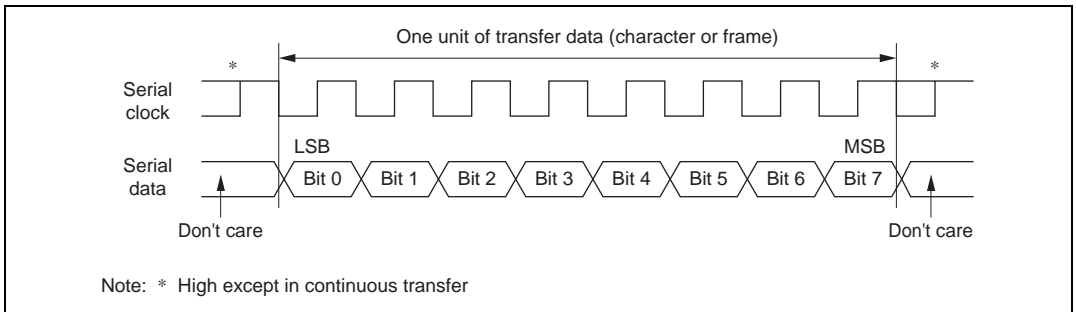 One unit of transfer data (character or frame)
* *
Serial
clock
LSB MSB
Serial
data
Bit 0 Bit 1 Bit 2 Bit 3 Bit 4 Bit 5 Bit 6 Bit 7
Don't care Don't care
Note: * High except in continuous transfer